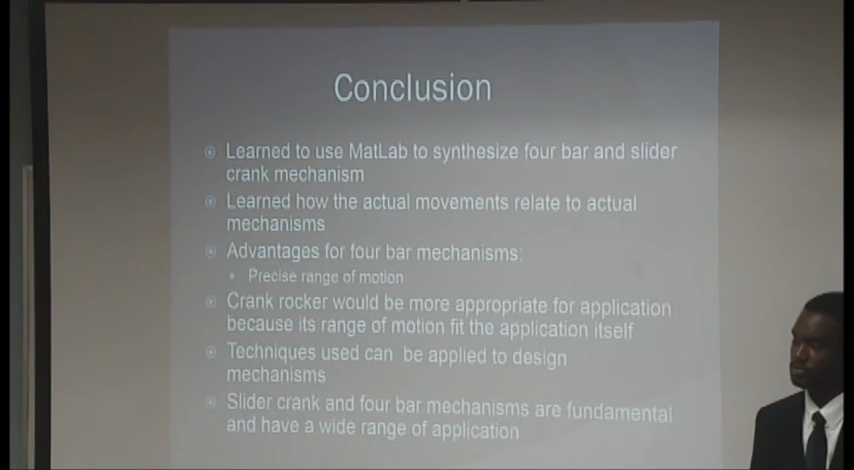 Conclusion
Learned to use MatLab to synthesize four bar and slider
crank mechanism
Learned how the actual movements relate to actual
mechanisms
Advantages for four bar mechanisms:
Precise range of motion
Crank rocker would be more appropriate for application
because its range of motion fit the application itself
Techniques used can be applied to design
mechanisms
Slider crank and four bar mechanisms are fundamental
and have a wide range of application